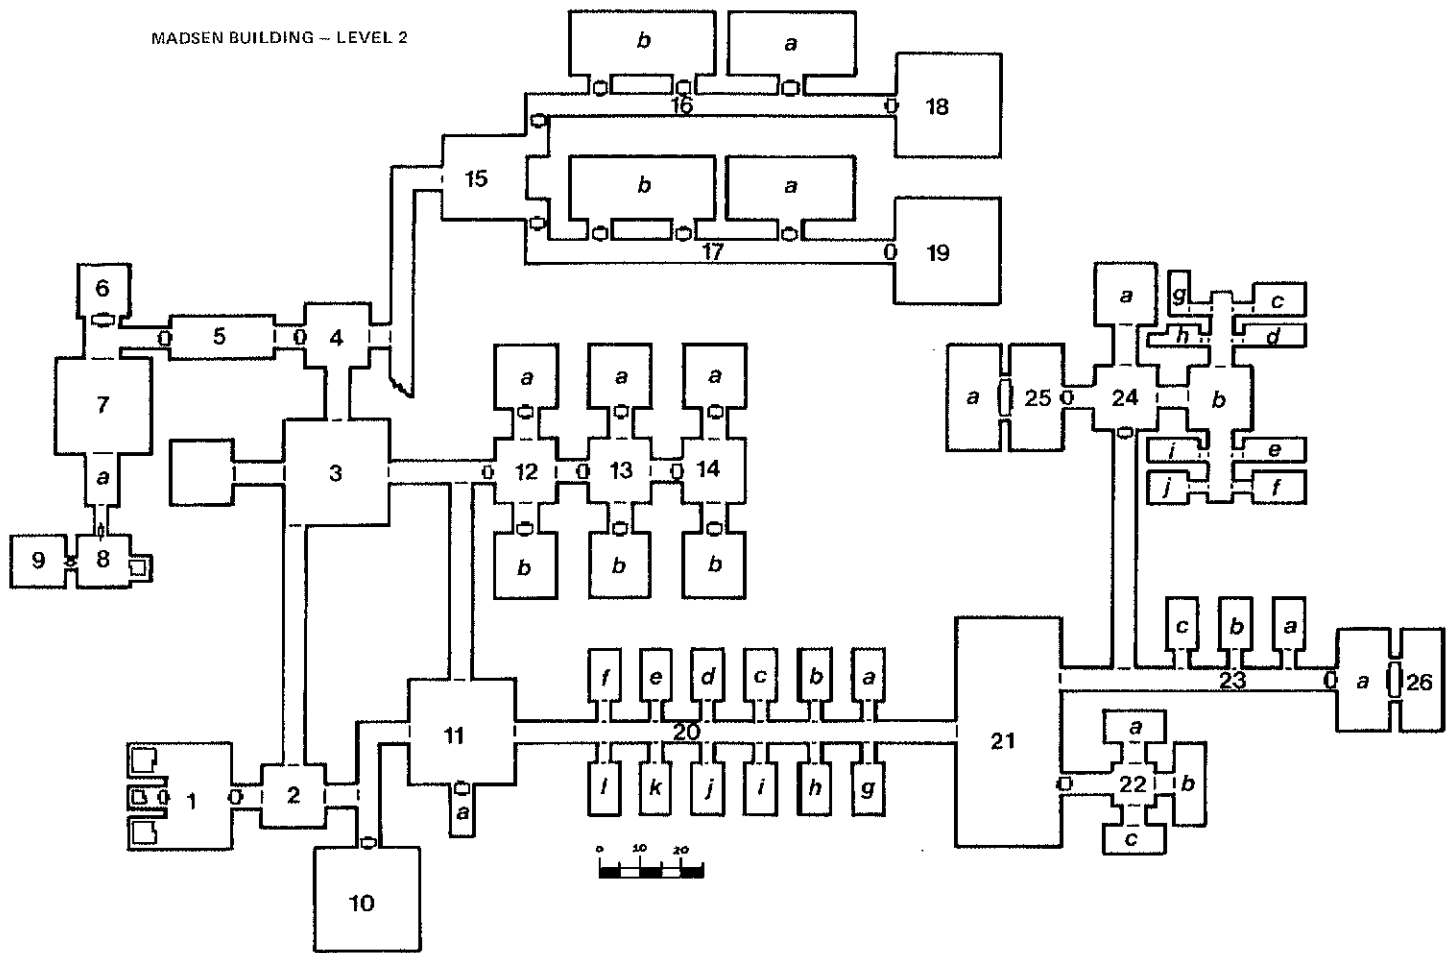 MADSEN BUILDING – LEVEL 2
b a
16 18
15
b a
17 19
6
5 4
a g c
h d
7
a a a
a 25 24 b
3 12 13 14
i e
a
j f
9 8
b b b
c b a
f e d c b a
23 a 26
11 20 21
a
1 2
l k j i h g
22 b
a
c
0 10 20
10